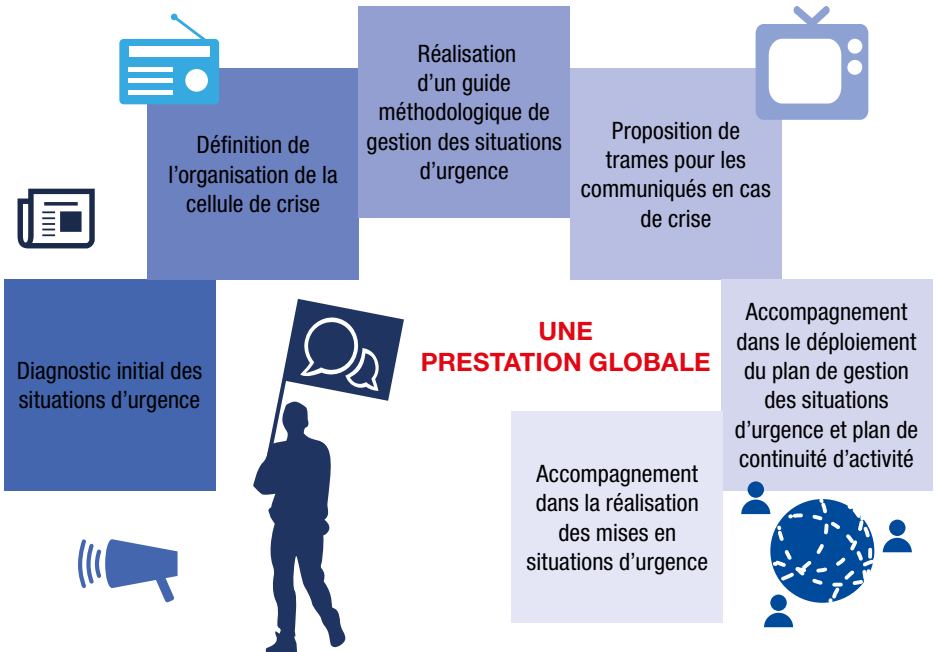 Diagnostic initial des
situations d’urgence
Définition de
l’organisation de la
cellule de crise
Réalisation
d’un guide
méthodologique de
gestion des situations
d’urgence
Proposition de
trames pour les
communiqués en cas
de crise
Accompagnement
dans le déploiement
du plan de gestion
des situations
d’urgence et plan de
continuité d’activité
Accompagnement
dans la réalisation
des mises en
situations d’urgence
UNE
PRESTATION GLOBALE